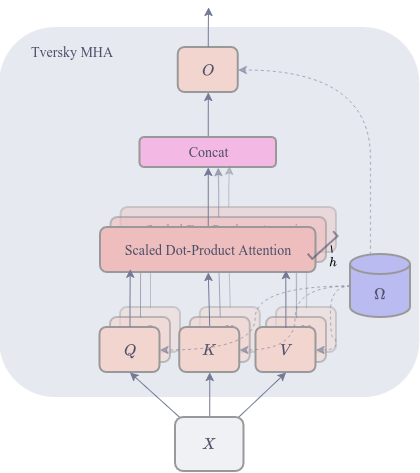 Tversky MHA
O
Concat
Scaled Dot-Product Attention
h
Ω
Q
K
V
X